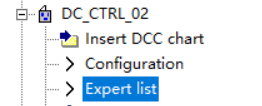 DC_CTRL_02
Insert DCC chart
Configuration
Expert list